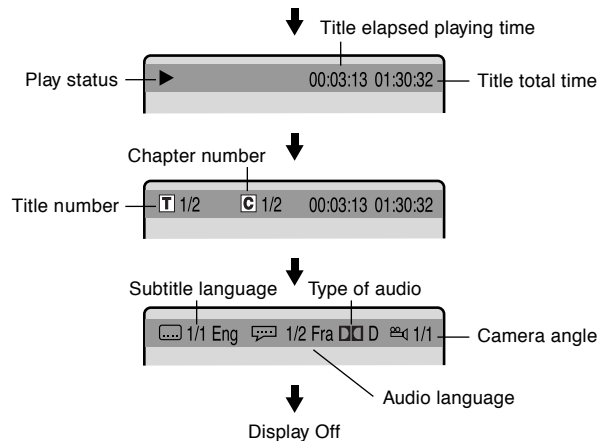 Title elapsed playing time
Play status
00:03:13 01:30:32
Title total time
Chapter number
Title number
T 1/2 C 1/2 00:03:13 01:30:32
Subtitle language Type of audio
1/1 Eng 1/2 Fra D 1/1
Camera angle
Audio language
Display Off